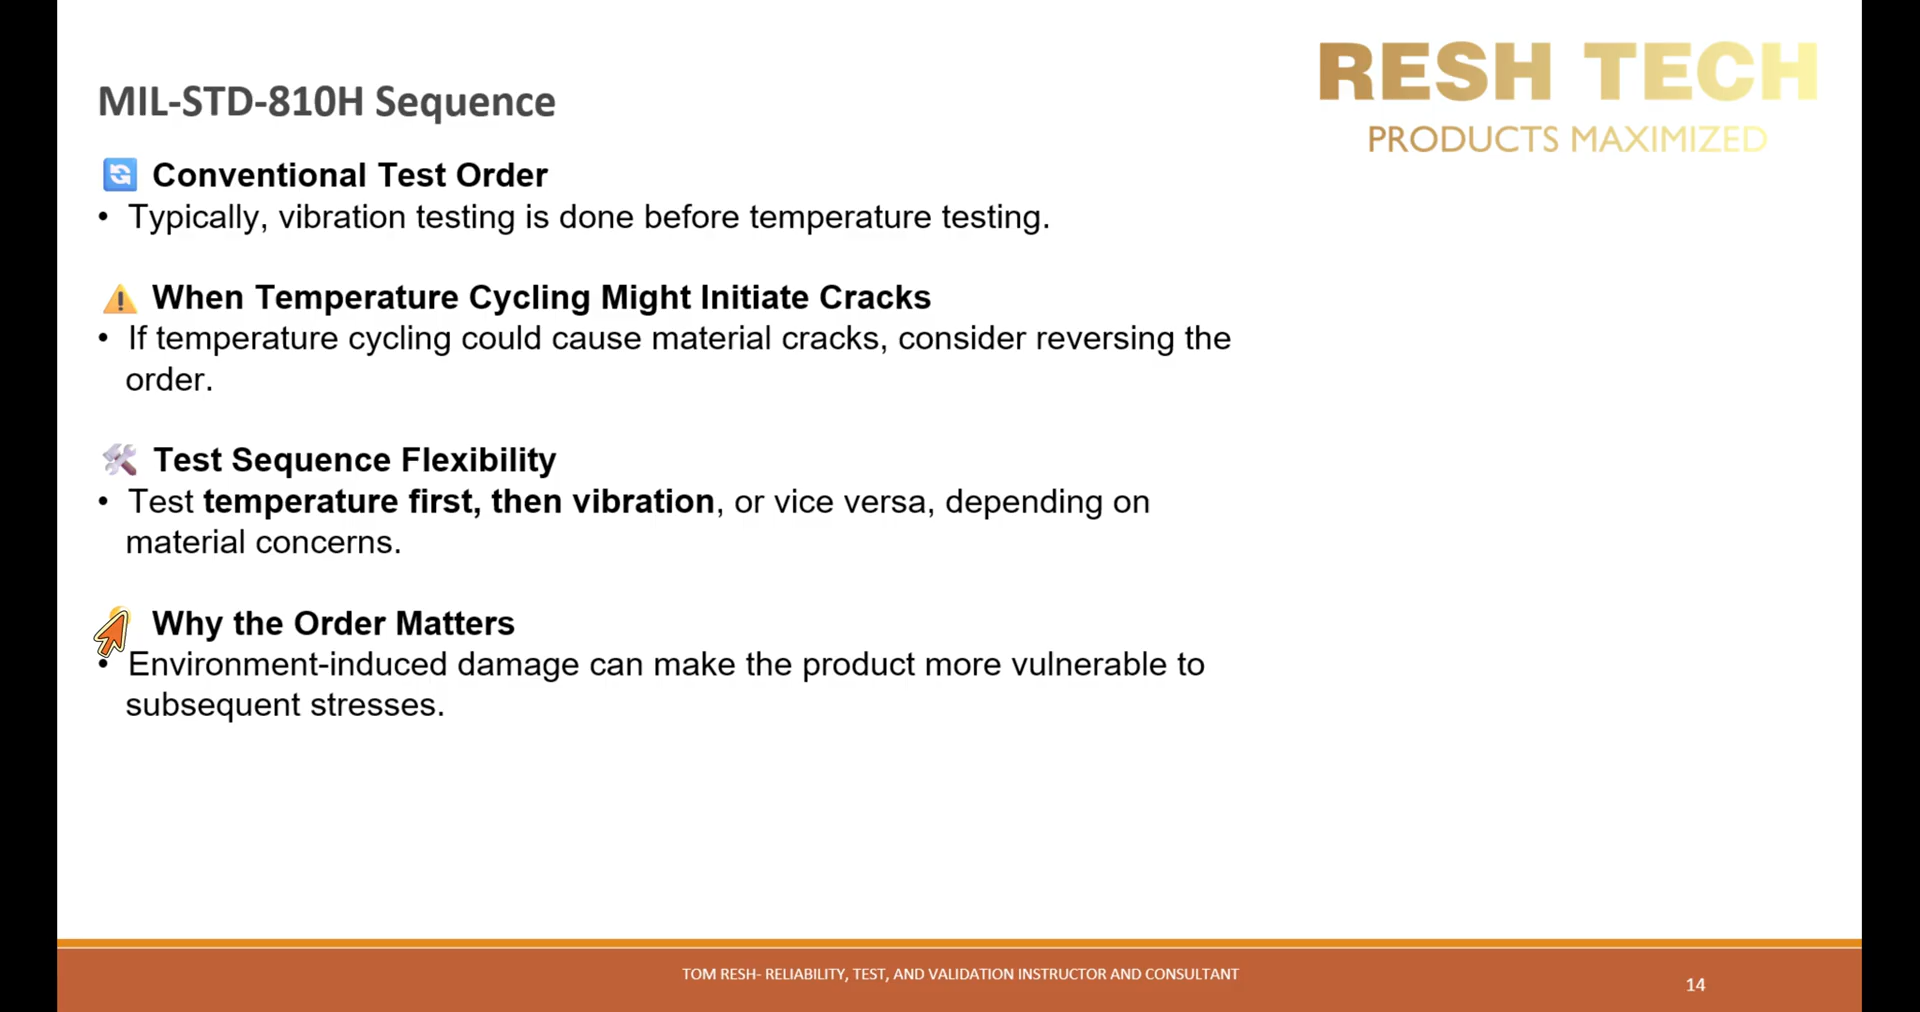 RESH TECH
PRODUCTS MAXIMIZED
MIL-STD-810H Sequence
Conventional Test Order
• Typically, vibration testing is done before temperature testing.
When Temperature Cycling Might Initiate Cracks
• If temperature cycling could cause material cracks, consider reversing the
order.
Test Sequence Flexibility
• Test temperature first, then vibration, or vice versa, depending on
material concerns.
Why the Order Matters
• Environment-induced damage can make the product more vulnerable to
subsequent stresses.
TOM RESH- RELIABILITY, TEST, AND VALIDATION INSTRUCTOR AND CONSULTANT
14